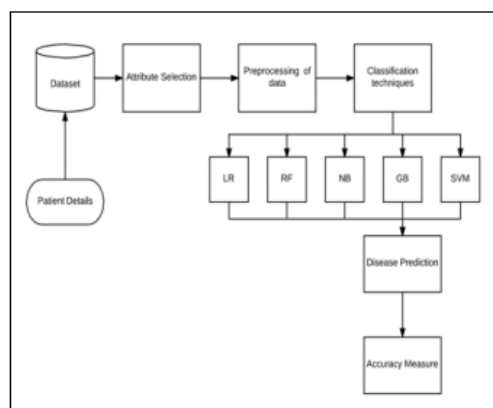 Dataset
Attribute Selection
Preprocessing of
data
Classification
techniques
LR
RF
NB
GB
SVM
Patient Details
Disease Prediction
Accuracy Measure